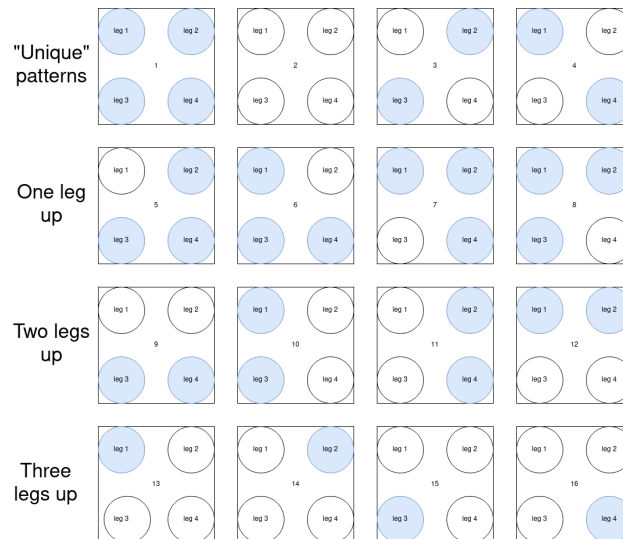 "Unique"
patterns
leg 1 leg 2 leg 1 leg 2 leg 1 leg 2 leg 1 leg 2
1 2 3 4
leg 3 leg 4 leg 3 leg 4 leg 3 leg 4 leg 3 leg 4
One leg
up
leg 1 leg 2 leg 1 leg 2 leg 1 leg 2 leg 1 leg 2
5 6 7 8
leg 3 leg 4 leg 3 leg 4 leg 3 leg 4 leg 3 leg 4
Two legs
up
leg 1 leg 2 leg 1 leg 2 leg 1 leg 2 leg 1 leg 2
9 10 11 12
leg 3 leg 4 leg 3 leg 4 leg 3 leg 4 leg 3 leg 4
Three
legs up
leg 1 leg 2 leg 1 leg 2 leg 1 leg 2 leg 1 leg 2
13 14 15 16
leg 3 leg 4 leg 3 leg 4 leg 3 leg 4 leg 3 leg 4